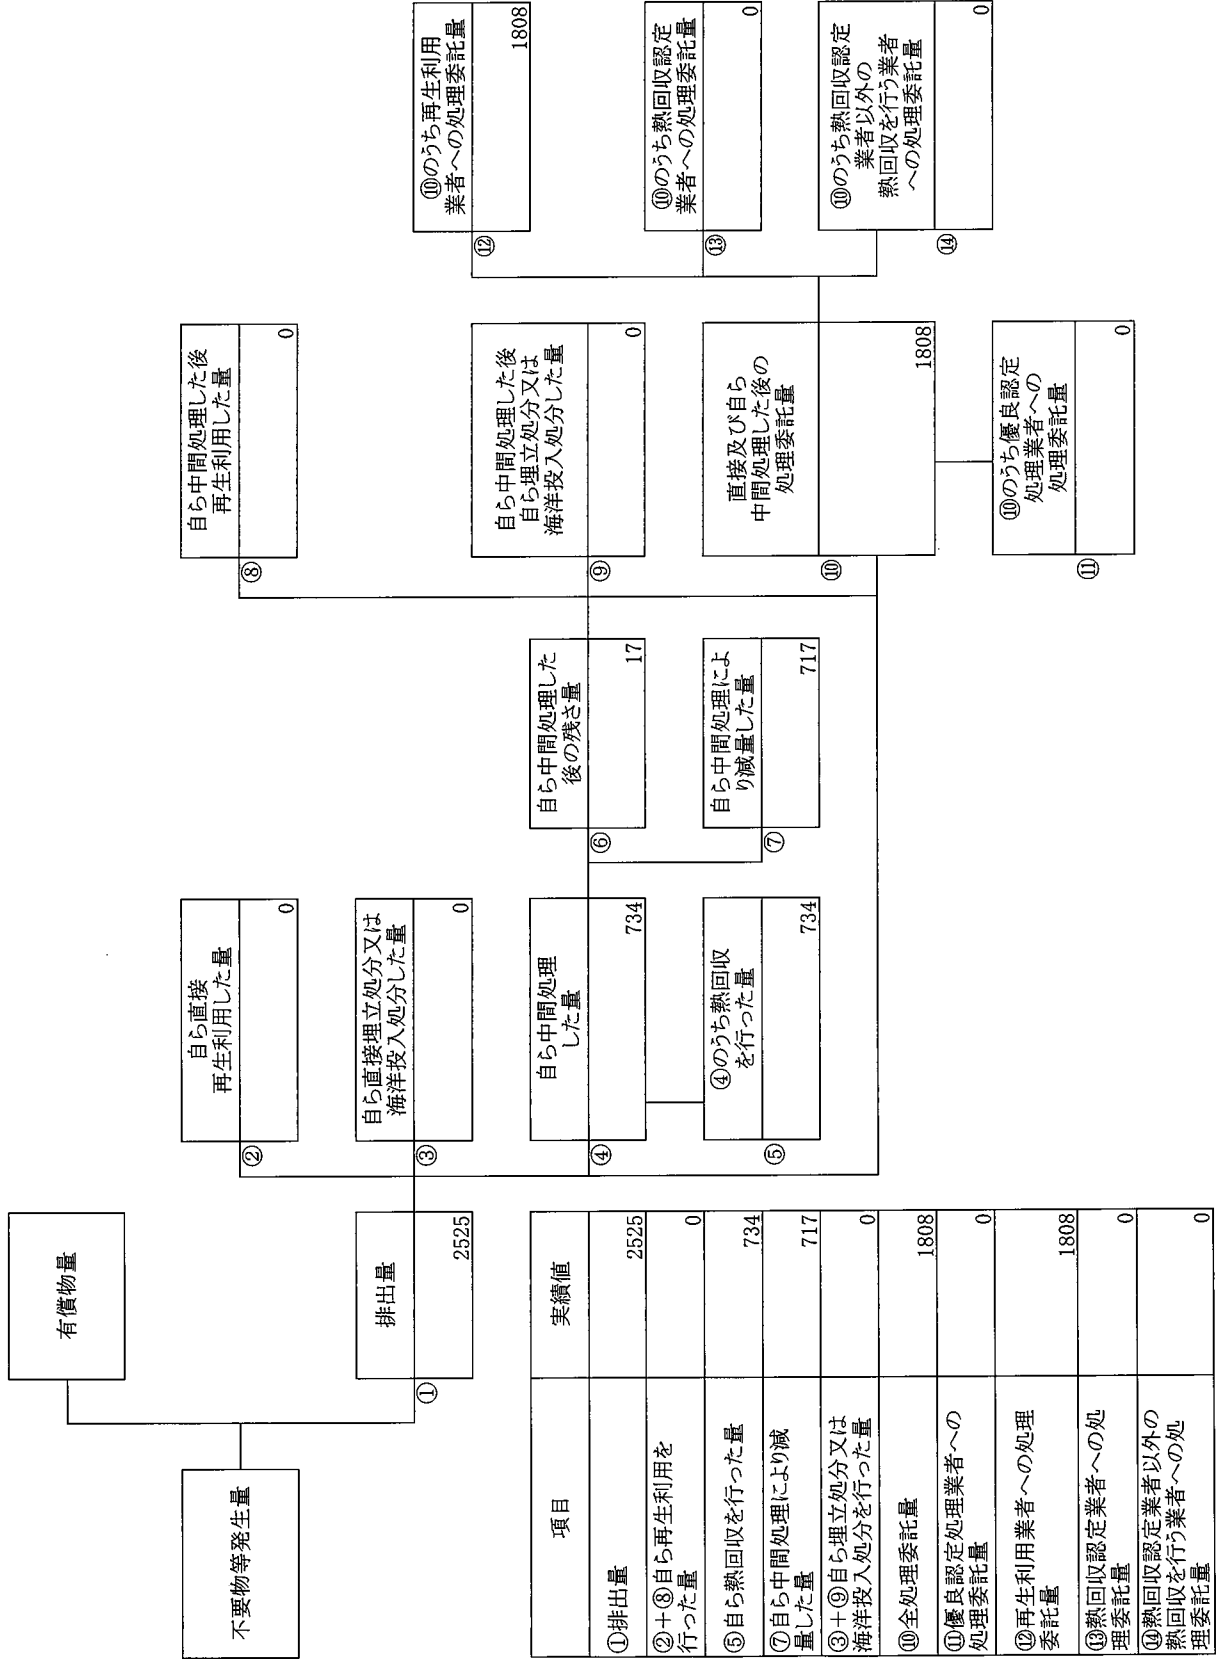 有償物量
不要物等発生量
排出量
①
2525
自ら直接
再生利用した量
②
0
自ら直接埋立処分又は
海洋投入処分した量
③
0
自ら中間処理
した量
④
734
④のうち熱回収
を行った量
⑤
734
自ら中間処理した
後の残さ量
⑥
17
自ら中間処理によ
り減量した量
⑦
717
自ら中間処理した後
再生利用した量
⑧
0
自ら中間処理した後
自ら埋立処分又は
海洋投入処分した量
⑨
0
直接及び自ら
中間処理した後の
処理委託量
⑩
1808
⑩のうち優良認定
処理業者への
処理委託量
⑪
0
⑩のうち再生利用
業者への処理委託量
⑫
1808
⑩のうち熱回収認定
業者への処理委託量
⑬
0
⑩のうち熱回収認定
業者以外の
熱回収を行う業者
への処理委託量
⑭
0
項目 実績値
①排出量 2525
②+⑧自ら再生利用を
行った量 0
⑤自ら熱回収を行った量 734
⑦自ら中間処理により減
量した量 717
③+⑨自ら埋立処分又は
海洋投入処分を行った量 0
⑩全処理委託量 1808
⑪優良認定処理業者への
処理委託量 0
⑫再生利用業者への処理
委託量 1808
⑬熱回収認定業者への処
理委託量 0
⑭熱回収認定業者以外の
熱回収を行う業者への処
理委託量 0